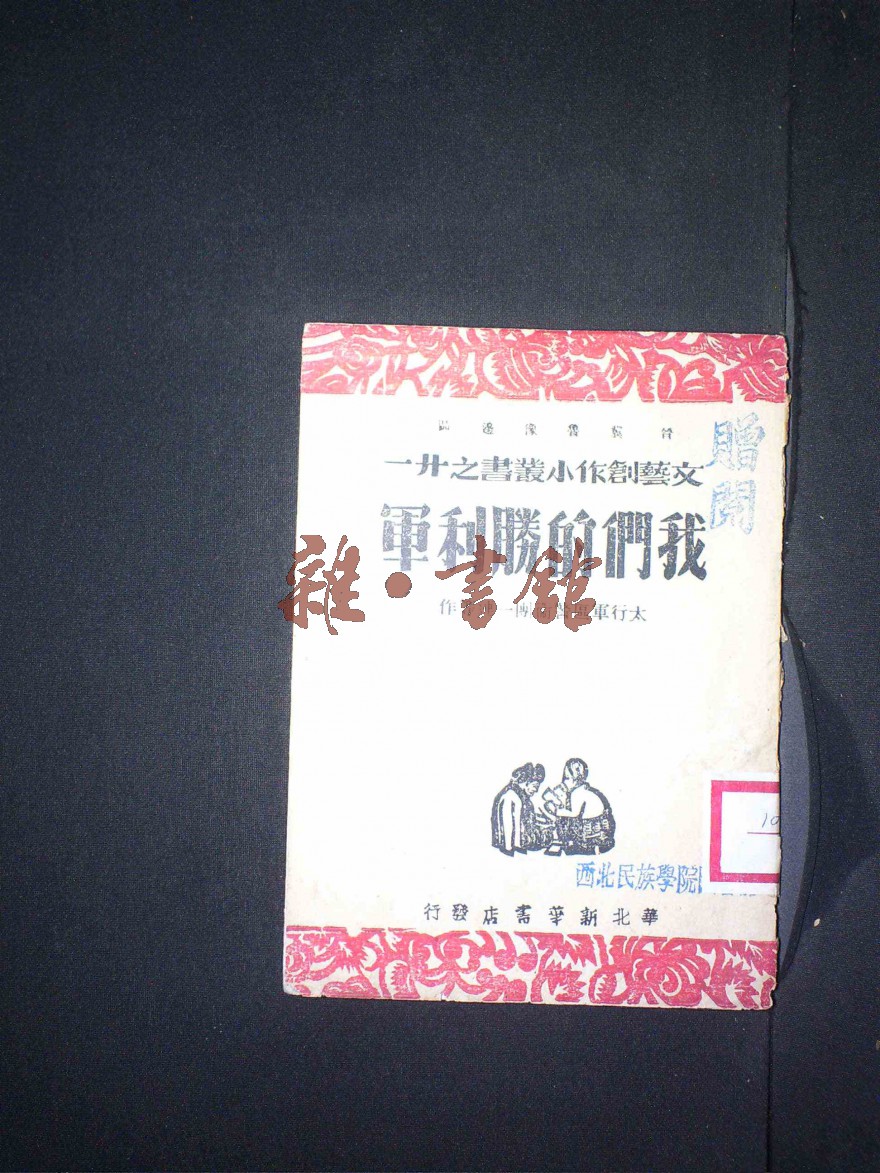 晉冀魯豫邊區
文藝創作小叢書之廿一
我們的勝利軍
太行軍區
作
雜·書館
贈閱
10
西北民族學院
華北新華書店發行